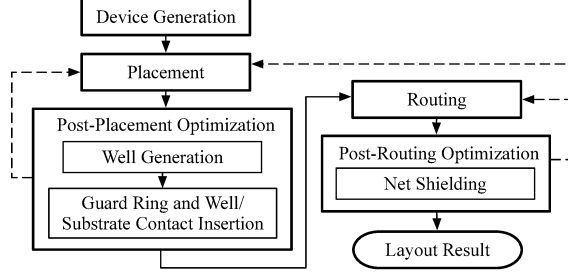 Device Generation
Placement
Post-Placement Optimization
Well Generation
Guard Ring and Well/
Substrate Contact Insertion
Routing
Post-Routing Optimization
Net Shielding
Layout Result